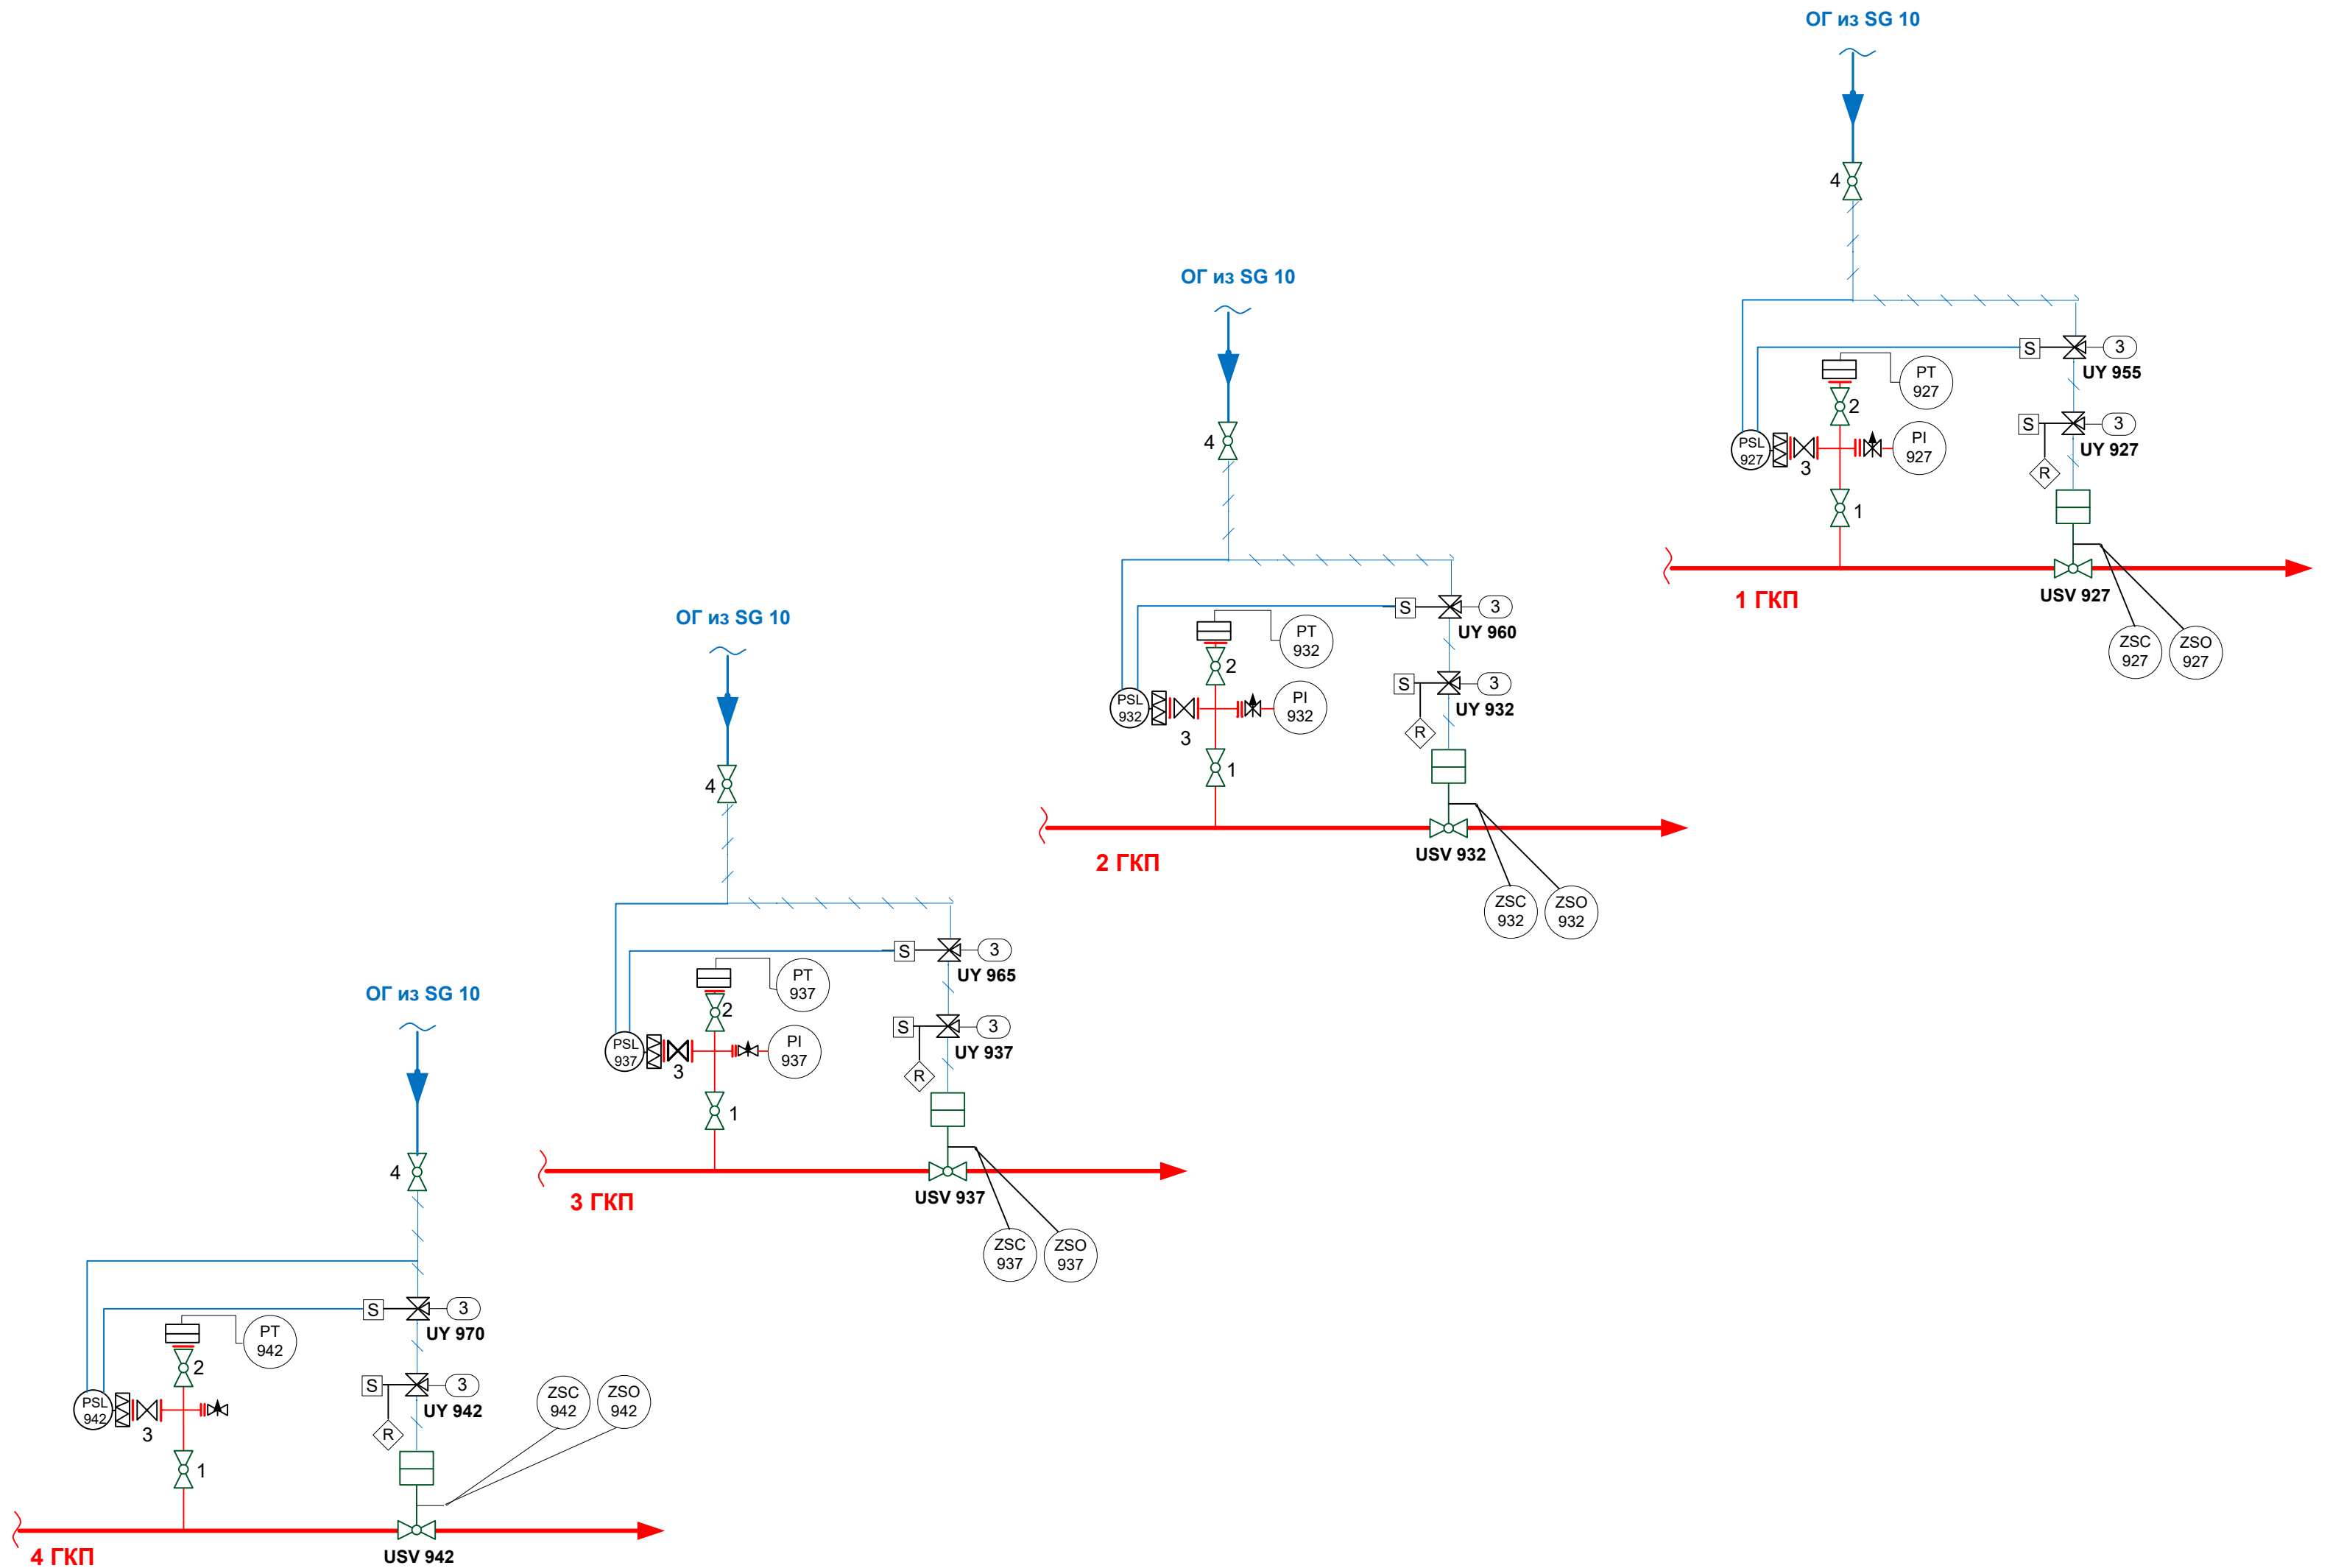 ОГ из SG 10
4
S
3
UY 955
PT
927
2
S
3
UY 927
PSL
927
3
PI
927
R
1
1 ГКП
USV 927
ZSC
927
ZSO
927
ОГ из SG 10
4
S
3
UY 960
PT
932
2
S
3
UY 932
PSL
932
3
PI
932
R
1
2 ГКП
USV 932
ZSC
932
ZSO
932
ОГ из SG 10
4
S
3
UY 965
PT
937
2
S
3
UY 937
PSL
937
3
PI
937
R
1
3 ГКП
USV 937
ZSC
937
ZSO
937
ОГ из SG 10
4
S
3
UY 970
PT
942
2
S
3
UY 942
PSL
942
3
R
1
ZSC
942
ZSO
942
4 ГКП
USV 942